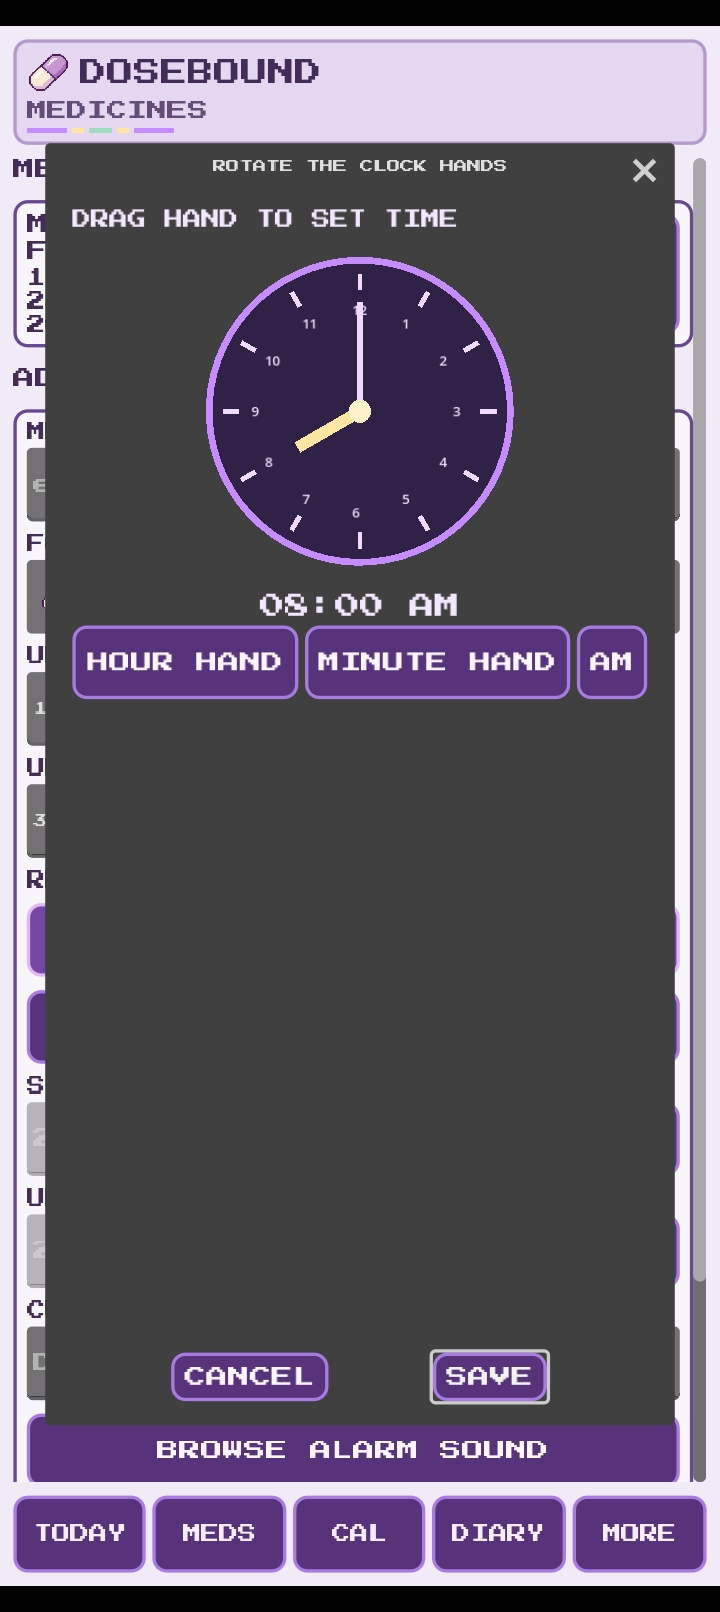 DOSEBOUND
MEDICINES
ROTATE THE CLOCK HANDS
DRAG HAND TO SET TIME
12
11
1
10
2
9
3
8
4
7
5
6
08:00 AM
HOUR HAND
MINUTE HAND
AM
CANCEL
SAVE
BROWSE ALARM SOUND
TODAY
MEDS
CAL
DIARY
MORE